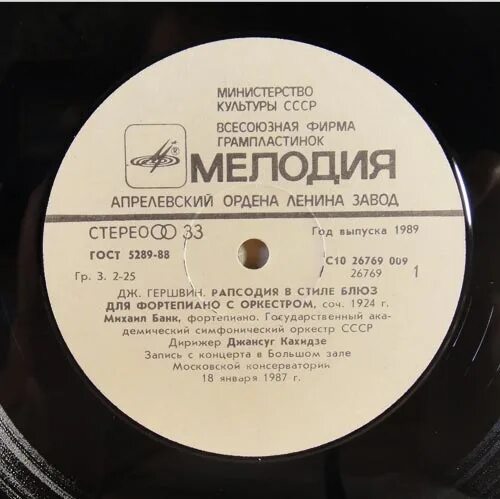 МИНИСТЕРСТВО
КУЛЬТУРЫ СССР
ВСЕСОЮЗНАЯ ФИРМА
ГРАМПЛАСТИНОК
МЕЛОДИЯ
АПРЕЛЕВСКИЙ ОРДЕНА ЛЕНИНА ЗАВОД
СТЕРЕО 33
Год выпуска 1989
ГОСТ 5289-88
С10 26769 009
Гр. 3. 2-25
26769 1
ДЖ. ГЕРШВИН. РАПСОДИЯ В СТИЛЕ БЛЮЗ
ДЛЯ ФОРТЕПИАНО С ОРКЕСТРОМ, соч. 1924 г.
Михаил Банк, фортепиано. Государственный ака-
демический симфонический оркестр СССР
Дирижер Джансуг Кахидзе
Запись с концерта в Большом зале
Московской консерватории
18 января 1987 г.